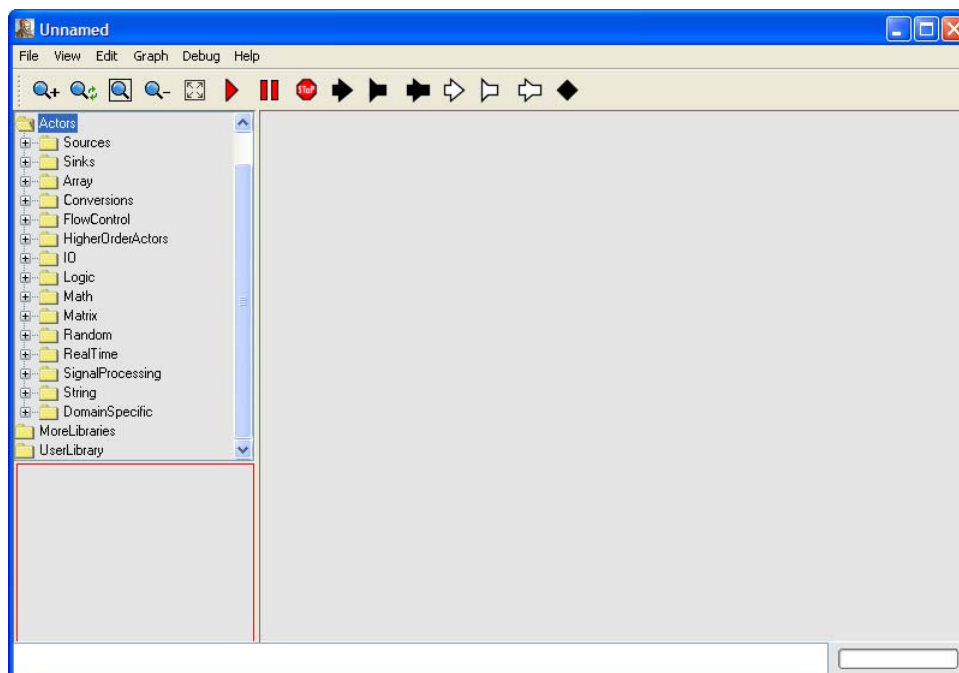 Unnamed
File View Edit Graph Debug Help
STOP
Actors
Sources
Sinks
Array
Conversions
FlowControl
HigherOrderActors
IO
Logic
Math
Matrix
Random
RealTime
SignalProcessing
String
DomainSpecific
MoreLibraries
UserLibrary